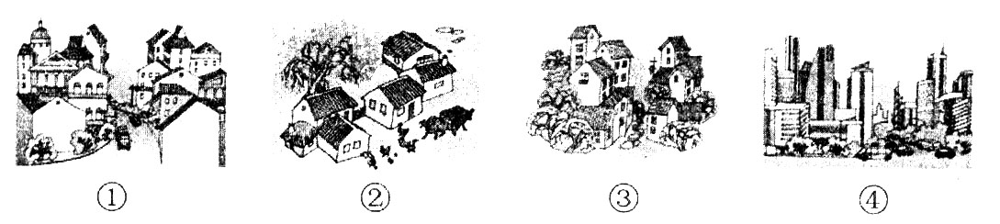 ① ② ③ ④